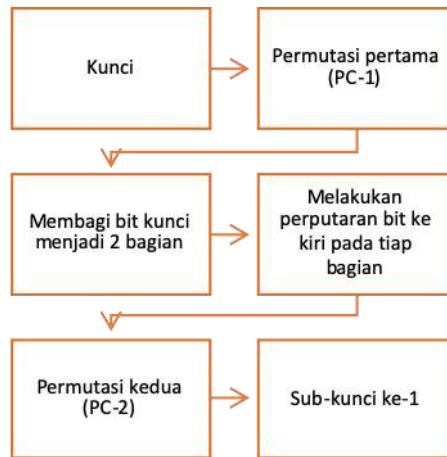 Kunci
Permutasi pertama
(PC-1)
Membagi bit kunci
menjadi 2 bagian
Melakukan
perputaran bit ke
kiri pada tiap
bagian
Permutasi kedua
(PC-2)
Sub-kunci ke-1